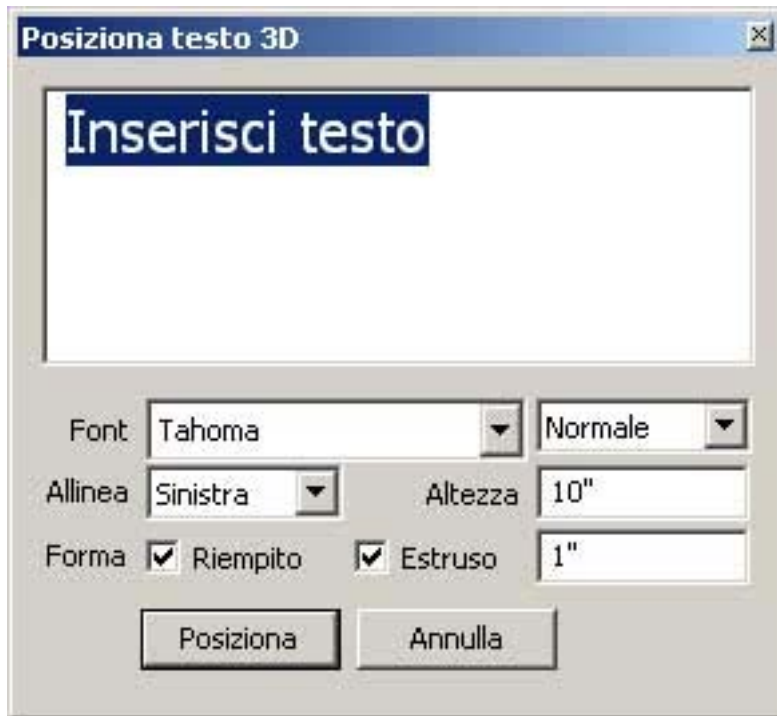 Posiziona testo 3D
Inserisci testo
Font Tahoma Normale
Allinea Sinistra Altezza 10"
Forma Riempito Estruso 1"
Posiziona Annulla